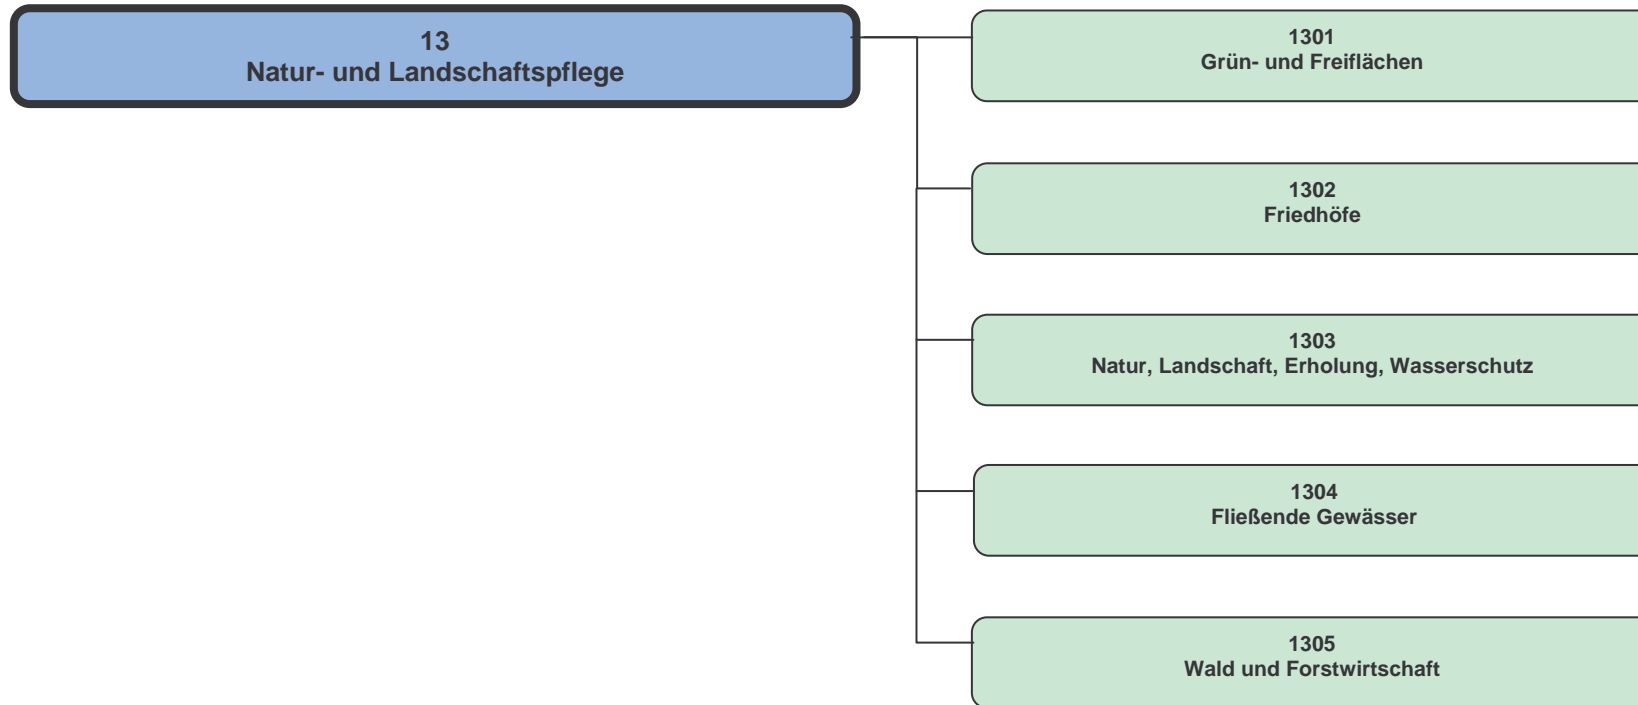 13
Natur- und Landschaftspflege
1301
Grün- und Freiflächen
1302
Friedhöfe
1303
Natur, Landschaft, Erholung, Wasserschutz
1304
Fließende Gewässer
1305
Wald und Forstwirtschaft